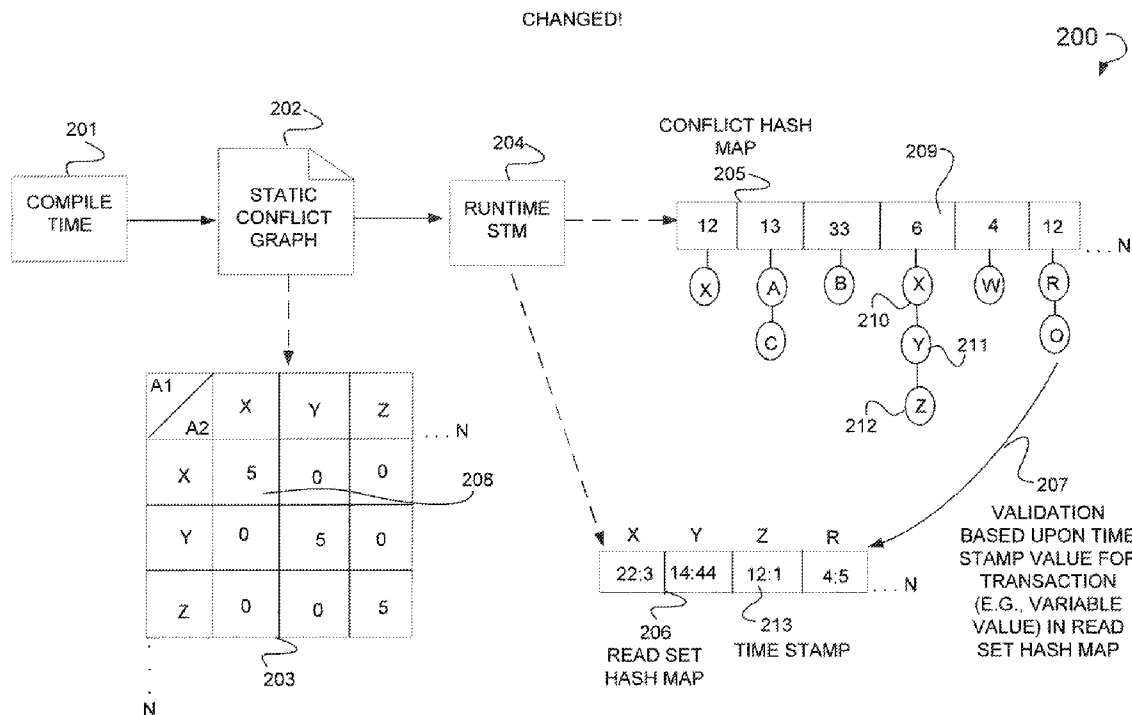 CHANGED!
200
201
202
204
CONFLICT HASH
MAP
205
209
COMPILE
TIME
STATIC
CONFLICT
GRAPH
RUNTIME
STM
12 13 33 6 4 12
... N
X A B X W R
210
C Y O
211
Z
212
A1
A2
X Y Z
... N
X 5 0 0
208
Y 0 5 0
Z 0 0 5
203
.
.
.
N
207
VALIDATION
BASED UPON TIME
STAMP VALUE FOR
TRANSACTION
(E.G., VARIABLE
VALUE) IN READ
SET HASH MAP
X Y Z R
22:3 14:44 12:1 4:5
... N
206
READ SET
HASH MAP
213
TIME STAMP